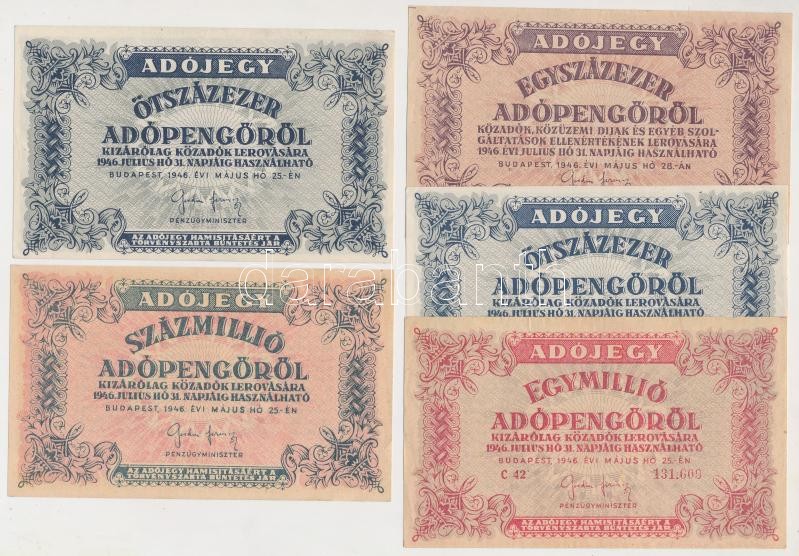 ADÓJEGY
ÖTSZÁZEZER
ADÓPENGŐRŐL
KIZÁRÓLAG KÖZADÓK LEROVÁSÁRA
1946. JULIUS HÓ 31. NAPJÁIG HASZNÁLHATÓ
BUDAPEST, 1946. ÉVI MÁJUS HÓ 25-ÉN
PÉNZÜGYMINISZTER
AZ ADÓJEGY HAMISITÁSAÉRT A
TÖRVÉNYSZABTA BÜNTETÉS JÁR
ADÓJEGY
SZÁZMILLIÓ
ADÓPENGŐRŐL
KIZÁRÓLAG KÖZADÓK LEROVÁSÁRA
1946. JULIUS HÓ 31. NAPJÁIG HASZNÁLHATÓ
BUDAPEST, 1946. ÉVI MÁJUS HÓ 25-ÉN
PÉNZÜGYMINISZTER
AZ ADÓJEGY HAMISITÁSAÉRT A
TÖRVÉNYSZABTA BÜNTETÉS JÁR
ADÓJEGY
EGYSZÁZEZER
ADÓPENGŐRŐL
KÖZADÓK, KÖZÜZEMI DIJAK ÉS EGYÉB SZOL-
GÁLTATÁSOK ELLENÉRTÉKÉNEK LEROVÁSÁRA
1946. ÉVI JULIUS HÓ 31. NAPJÁIG HASZNÁLHATÓ
BUDAPEST, 1946. ÉVI MÁJUS HÓ 28-ÁN
ADÓJEGY
ÖTSZÁZEZER
ADÓPENGŐRŐL
KIZÁRÓLAG KÖZADÓK LEROVÁSÁRA
1946. JULIUS HÓ 31. NAPJÁIG HASZNÁLHATÓ
ADÓJEGY
EGYMILLIÓ
ADÓPENGŐRŐL
KIZÁRÓLAG KÖZADÓK LEROVÁSÁRA
1946. JULIUS HÓ 31. NAPJÁIG HASZNÁLHATÓ
BUDAPEST, 1946. ÉVI MÁJUS HÓ 25-ÉN
C 42 131.609
PÉNZÜGYMINISZTER
AZ ADÓJEGY HAMISITÁSAÉRT A
TÖRVÉNYSZABTA BÜNTETÉS JÁR
darabanth